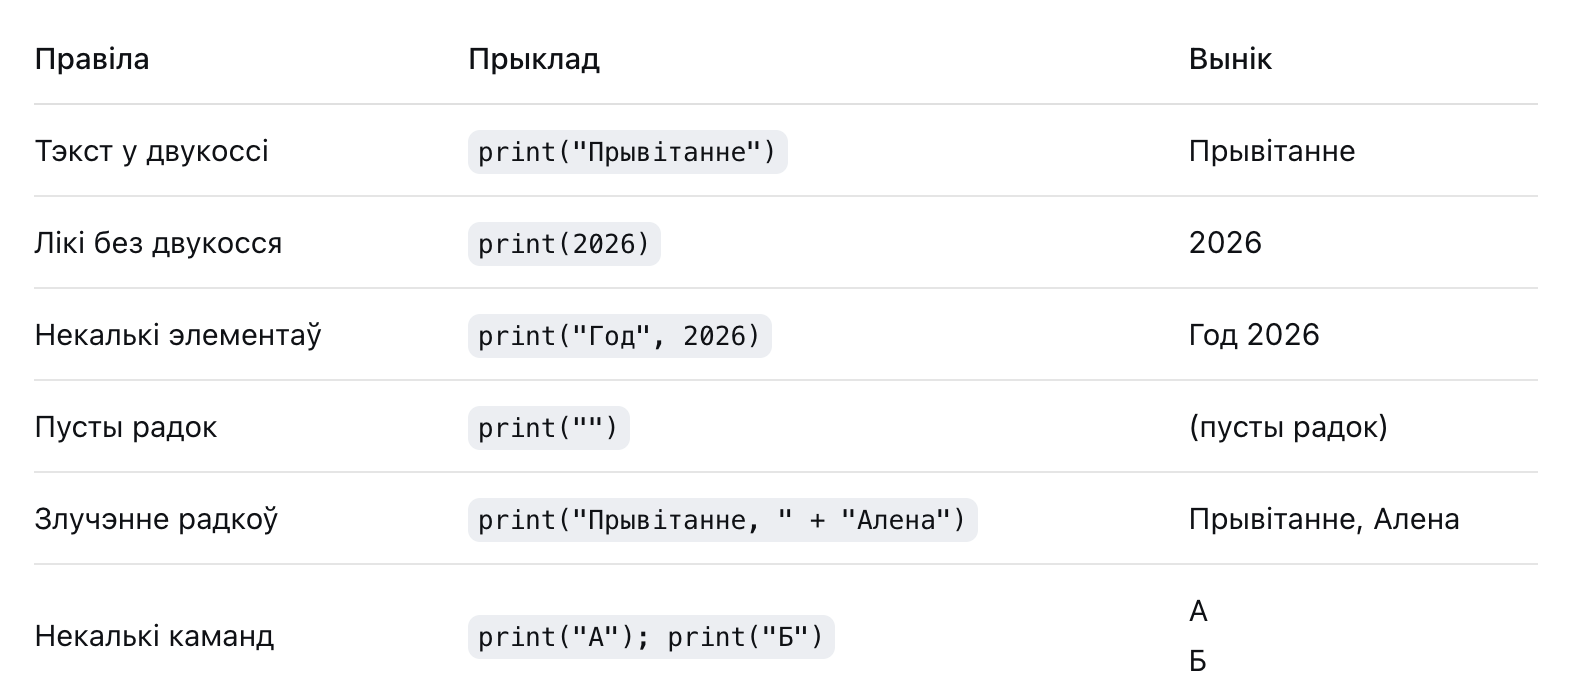 Правіла Прыклад Вынік
Тэкст у двукоссі print("Прывітанне") Прывітанне
Лікі без двукосся print(2026) 2026
Некалькі элементаў print("Год", 2026) Год 2026
Пусты радок print("") (пусты радок)
Злучэнне радкоў print("Прывітанне, " + "Алена") Прывітанне, Алена
Некалькі каманд print("А"); print("Б") А
Б